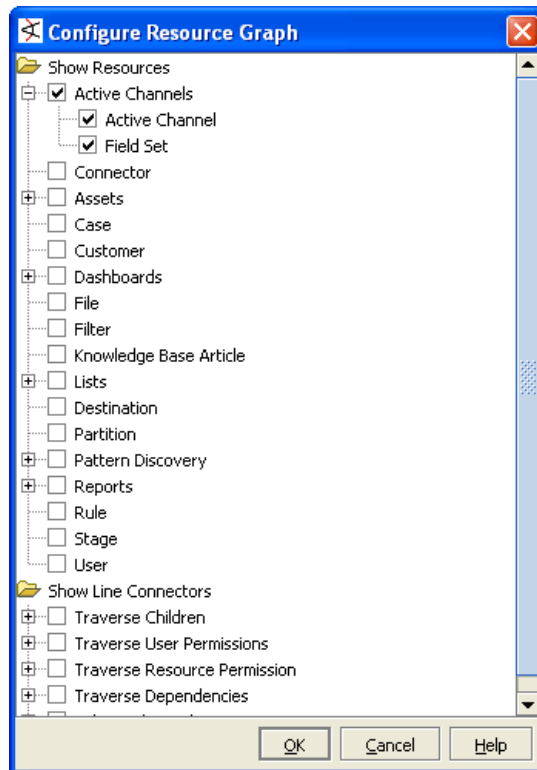 Configure Resource Graph
Show Resources
Active Channels
Active Channel
Field Set
Connector
Assets
Case
Customer
Dashboards
File
Filter
Knowledge Base Article
Lists
Destination
Partition
Pattern Discovery
Reports
Rule
Stage
User
Show Line Connectors
Traverse Children
Traverse User Permissions
Traverse Resource Permission
Traverse Dependencies
OK Cancel Help